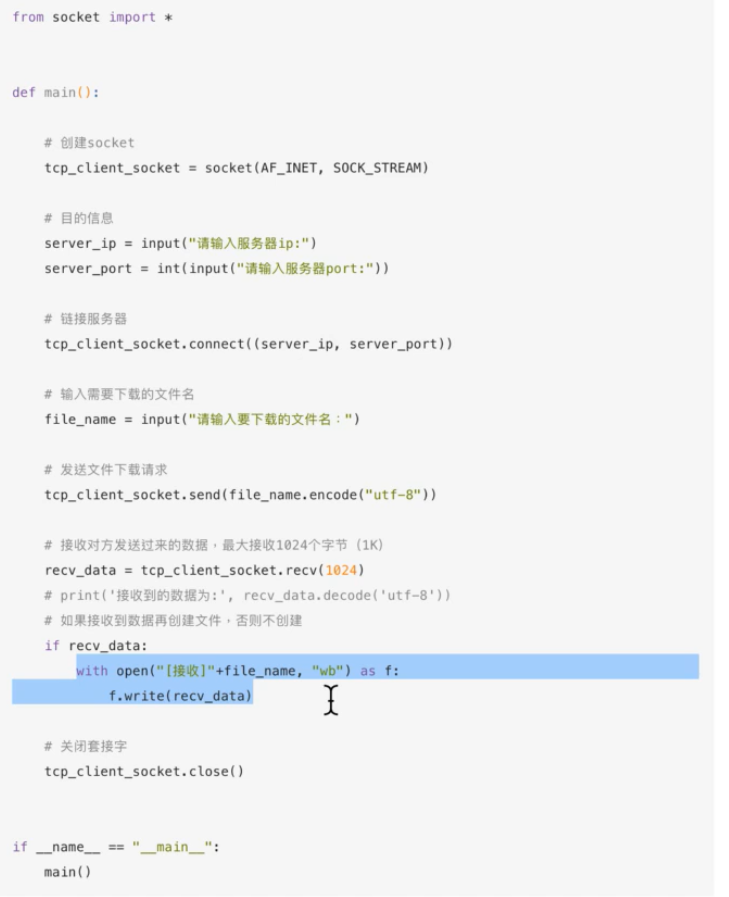 from socket import *
def main():
# 创建socket
tcp_client_socket = socket(AF_INET, SOCK_STREAM)
# 目的信息
server_ip = input("请输入服务器ip:")
server_port = int(input("请输入服务器port:"))
# 链接服务器
tcp_client_socket.connect((server_ip, server_port))
# 输入需要下载的文件名
file_name = input("请输入要下载的文件名：")
# 发送文件下载请求
tcp_client_socket.send(file_name.encode("utf-8"))
# 接收对方发送过来的数据，最大接收1024个字节（1K）
recv_data = tcp_client_socket.recv(1024)
# print('接收到的数据为:', recv_data.decode('utf-8'))
# 如果接收到数据再创建文件，否则不创建
if recv_data:
with open("[接收]"+file_name, "wb") as f:
f.write(recv_data)
# 关闭套接字
tcp_client_socket.close()
if __name__ == "__main__":
main()